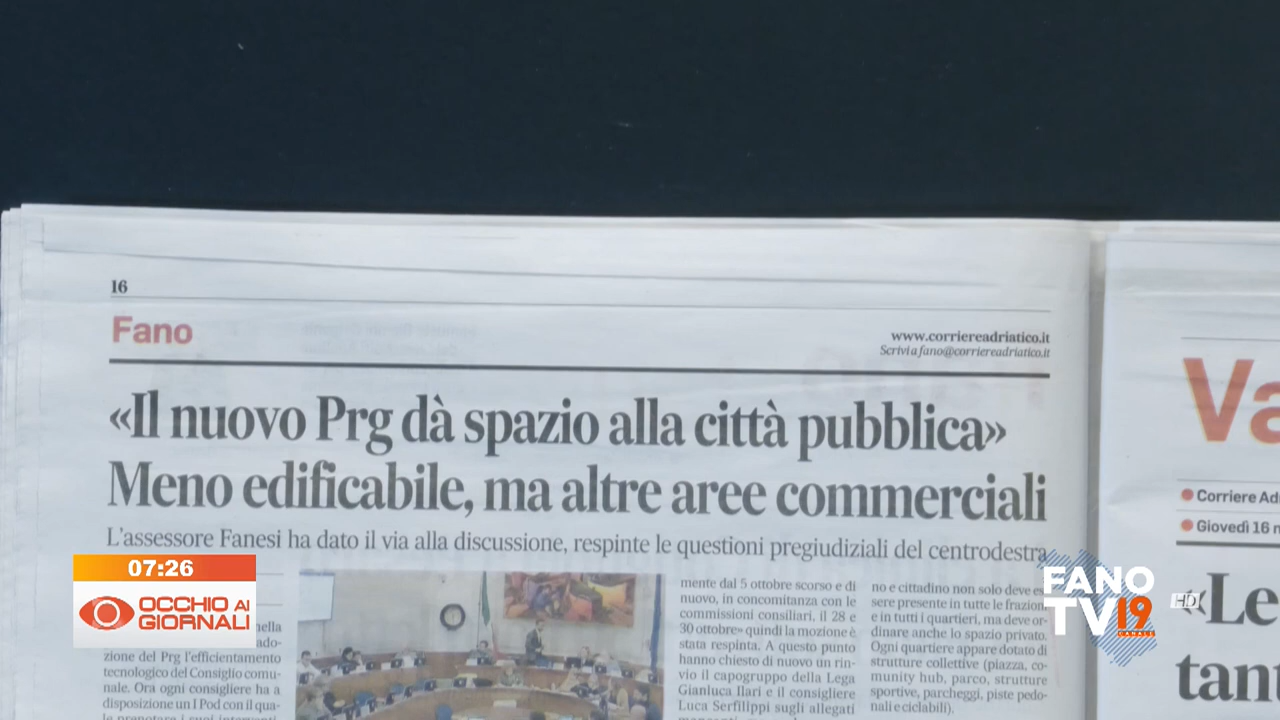 16
Fano
www.corriereadriatico.it
Scrivi a fano@corriereadriatico.it
«Il nuovo Prg dà spazio alla città pubblica»
Meno edificabile, ma altre aree commerciali
L'assessore Fanesi ha dato il via alla discussione, respinte le questioni pregiudiziali del centrodestra
nella
ado-
zione del Prg l'efficientamento
tecnologico del Consiglio comu-
nale. Ora ogni consigliere ha a
disposizione un I Pod con il qua-
mente dal 5 ottobre scorso e di
nuovo, in concomitanza con le
commissioni consiliari, il 28 e
30 ottobre» quindi la mozione è
stata respinta. A questo punto
hanno chiesto di nuovo un rin-
vio il capogruppo della Lega
Gianluca Ilari e il consigliere
Luca Serfilippi sugli allegati
no e cittadino non solo deve es
sere presente in tutte le frazion
e in tutti i quartieri, ma deve or-
dinare anche lo spazio privato.
Ogni quartiere appare dotato di
strutture collettive (piazza, co-
munity hub, parco, strutture
sportive, parcheggi, piste pedo-
nali e ciclabili).
Va
Corriere Ad
Giovedì 16 
«Le
tan
07:26
OCCHIO AI
GIORNALI
FANO
TV19
CANALE
HD